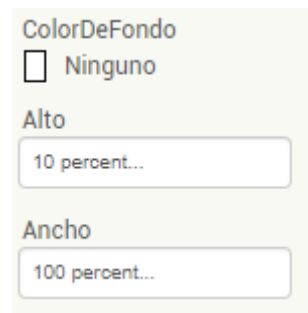 ColorDeFondo
Ninguno
Alto
10 percent...
Ancho
100 percent...